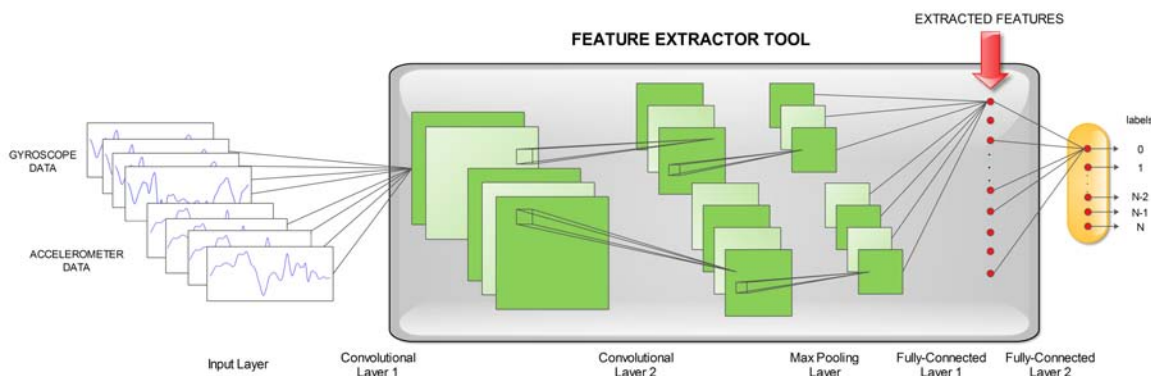 EXTRACTED FEATURES
FEATURE EXTRACTOR TOOL
labels
GYROSCOPE
DATA
0
1
N-2
N-1
N
ACCELEROMETER
DATA
Input Layer
Convolutional
Layer 1
Convolutional
Layer 2
Max Pooling
Layer
Fully-Connected
Layer 1
Fully-Connected
Layer 2